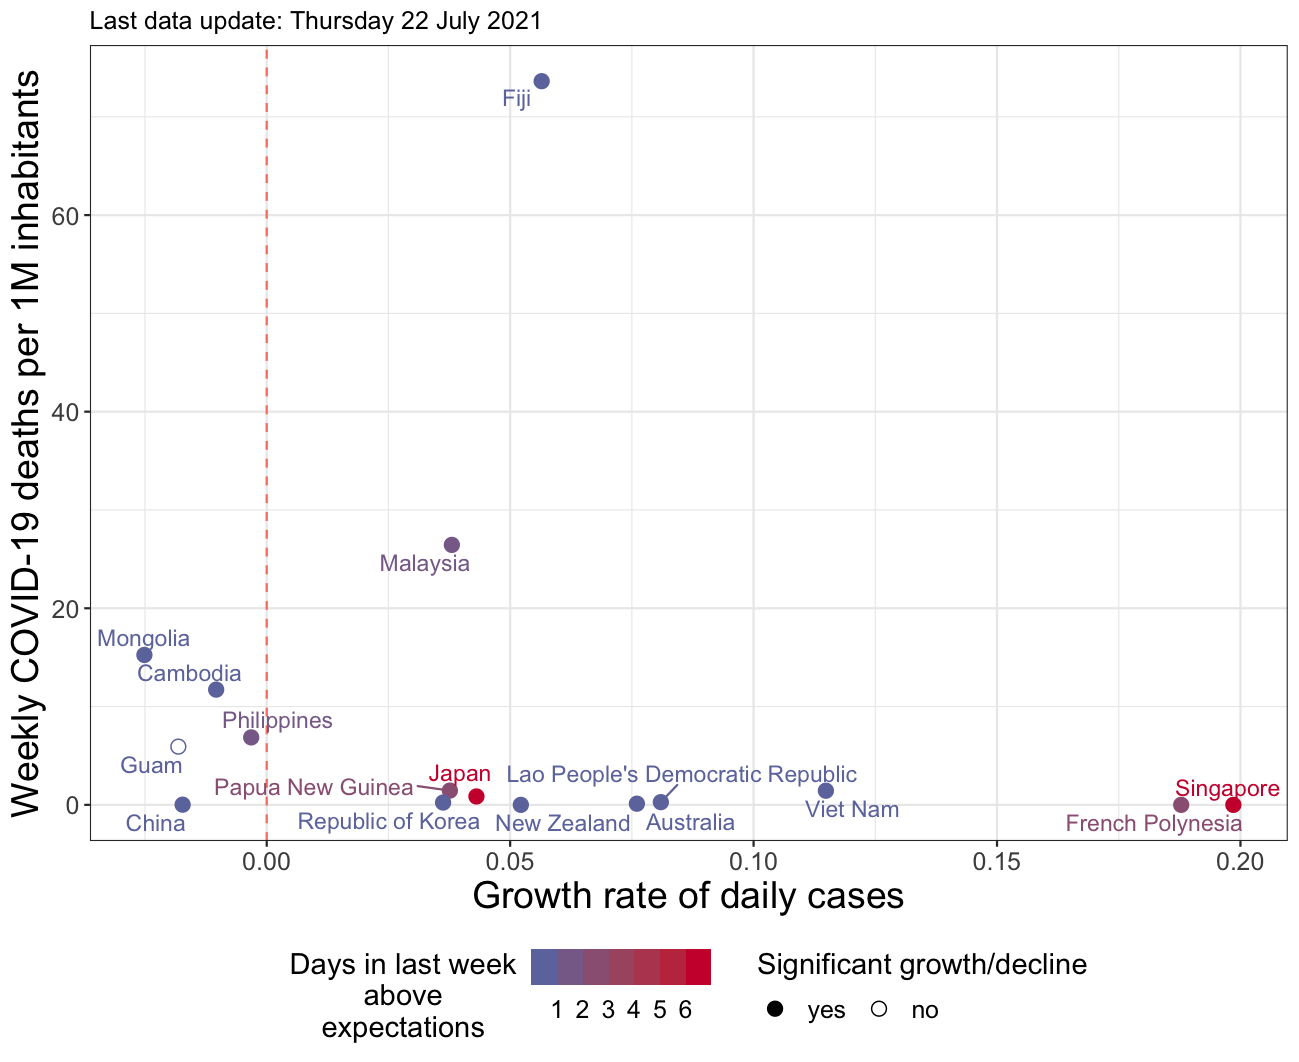 Last data update: Thursday 22 July 2021
Weekly COVID-19 deaths per 1M inhabitants
60
40
20
0
Fiji
Malaysia
Mongolia
Cambodia
Philippines
Guam
China
Papua New Guinea
Japan
Republic of Korea
Lao People's Democratic Republic
New Zealand
Australia
Viet Nam
Singapore
French Polynesia
0.00 0.05 0.10 0.15 0.20
Growth rate of daily cases
Days in last week
above
expectations
1 2 3 4 5 6
Significant growth/decline
yes no